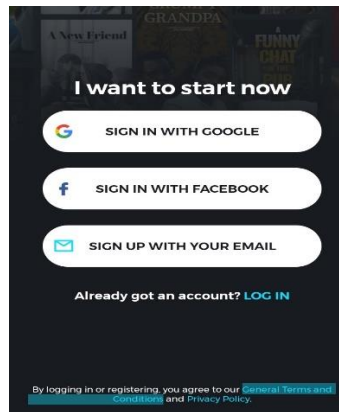 GRANDPA
A New Friend
FUNNY
CHAT
I want to start now
SIGN IN WITH GOOGLE
SIGN IN WITH FACEBOOK
SIGN UP WITH YOUR EMAIL
Already got an account? LOG IN
By logging in or registering, you agree to our General Terms and
Conditions and Privacy Policy.